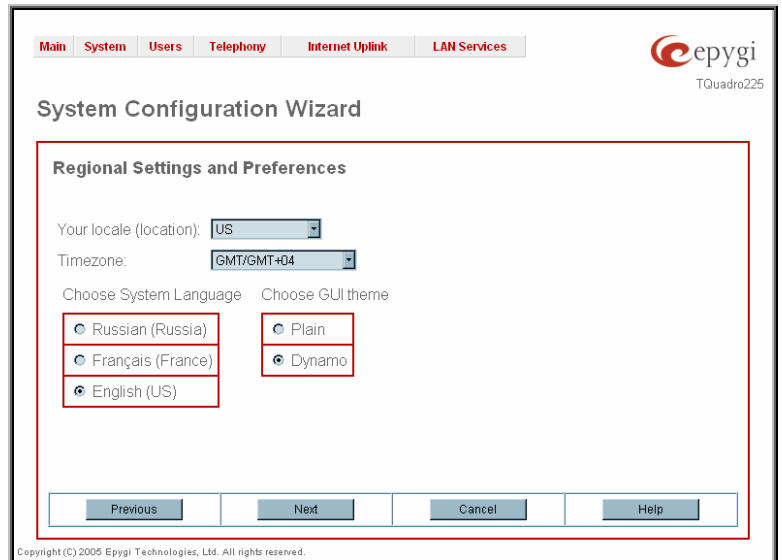 Main System Users Telephony Internet Uplink LAN Services
epygi
TQuadro225
System Configuration Wizard
Regional Settings and Preferences
Your locale (location): US
Timezone: GMT/GMT+04
Choose System Language Choose GUI theme
Russian (Russia) Plain
Français (France) Dynamo
English (US)
Previous Next Cancel Help
Copyright (C) 2005 Epygi Technologies, Ltd. All rights reserved.